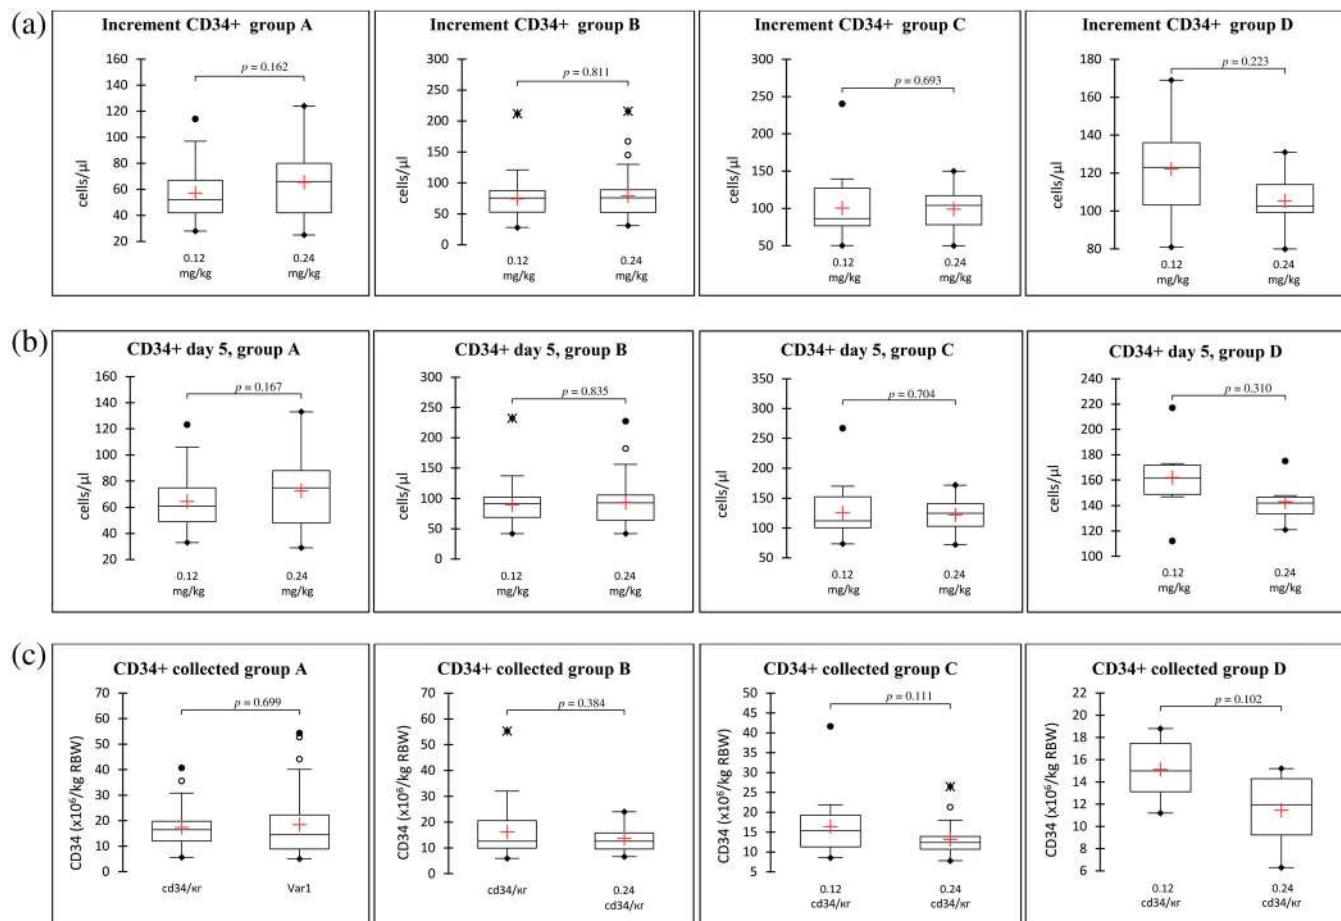 (a)
Increment CD34+ group A
p = 0.162
cells/µl
160
140
120
100
80
60
40
20
0.12
mg/kg
0.24
mg/kg
Increment CD34+ group B
p = 0.811
cells/µl
300
250
200
150
100
50
0
0.12
mg/kg
0.24
mg/kg
Increment CD34+ group C
p = 0.693
cells/µl
300
250
200
150
100
50
0.12
mg/kg
0.24
mg/kg
Increment CD34+ group D
p = 0.223
cells/µl
180
160
140
120
100
80
0.12
mg/kg
0.24
mg/kg
(b)
CD34+ day 5, group A
p = 0.167
cells/µl
160
140
120
100
80
60
40
20
0.12
mg/kg
0.24
mg/kg
CD34+ day 5, group B
p = 0.835
cells/µl
300
250
200
150
100
50
0
0.12
mg/kg
0.24
mg/kg
CD34+ day 5, group C
p = 0.704
cells/µl
350
300
250
200
150
100
50
0.12
mg/kg
0.24
mg/kg
CD34+ day 5, group D
p = 0.310
cells/µl
240
220
200
180
160
140
120
100
0.12
mg/kg
0.24
mg/kg
(c)
CD34+ collected group A
p = 0.699
CD34 (x10⁶/kg RBW)
70
60
50
40
30
20
10
0
cd34/кг
Var1
CD34+ collected group B
p = 0.384
CD34 (x10⁶/kg RBW)
70
60
50
40
30
20
10
0
cd34/кг
0.24
cd34/кг
CD34+ collected group C
p = 0.111
CD34 (x10⁶/kg RBW)
50
45
40
35
30
25
20
15
10
5
0.12
cd34/кг
0.24
cd34/кг
CD34+ collected group D
p = 0.102
CD34 (x10⁶/kg RBW)
22
20
18
16
14
12
10
8
6
0.12
cd34/кг
0.24
cd34/кг